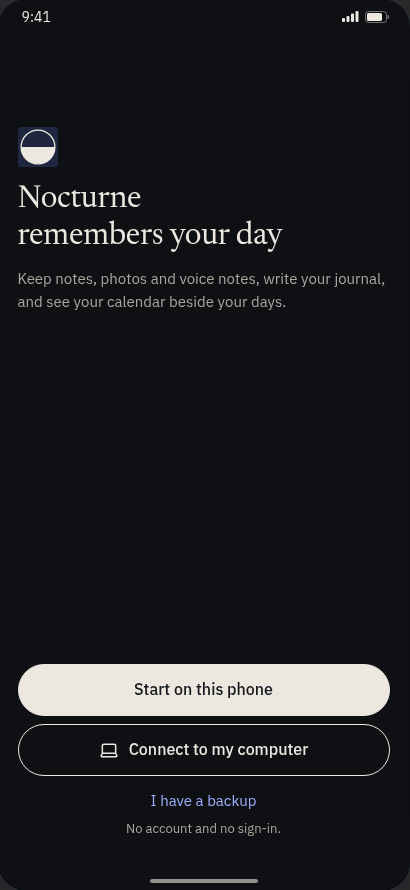 9:41
Nocturne
remembers your day
Keep notes, photos and voice notes, write your journal,
and see your calendar beside your days.
Start on this phone
Connect to my computer
I have a backup
No account and no sign-in.